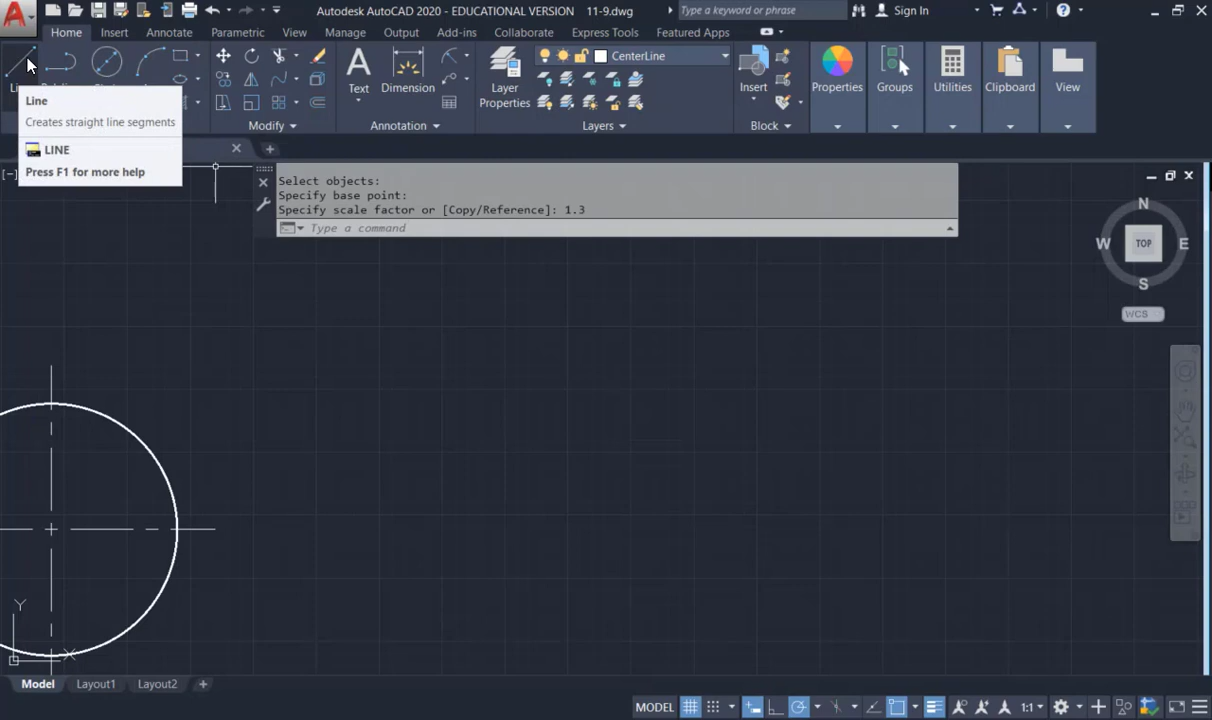 Autodesk AutoCAD 2020 - EDUCATIONAL VERSION 11-9.dwg
Type a keyword or phrase
Sign In
Home Insert Annotate Parametric View Manage Output Add-ins Collaborate Express Tools Featured Apps
CenterLine
Text
Dimension
Layer Properties
Insert
Properties
Groups
Utilities
Clipboard
View
Modify
Annotation
Layers
Block
Line
Creates straight line segments
LINE
Press F1 for more help
Select objects:
Specify base point:
Specify scale factor or [Copy/Reference]: 1.3
Type a command
N
W TOP E
S
WCS
Y
X
Model Layout1 Layout2
MODEL
1:1